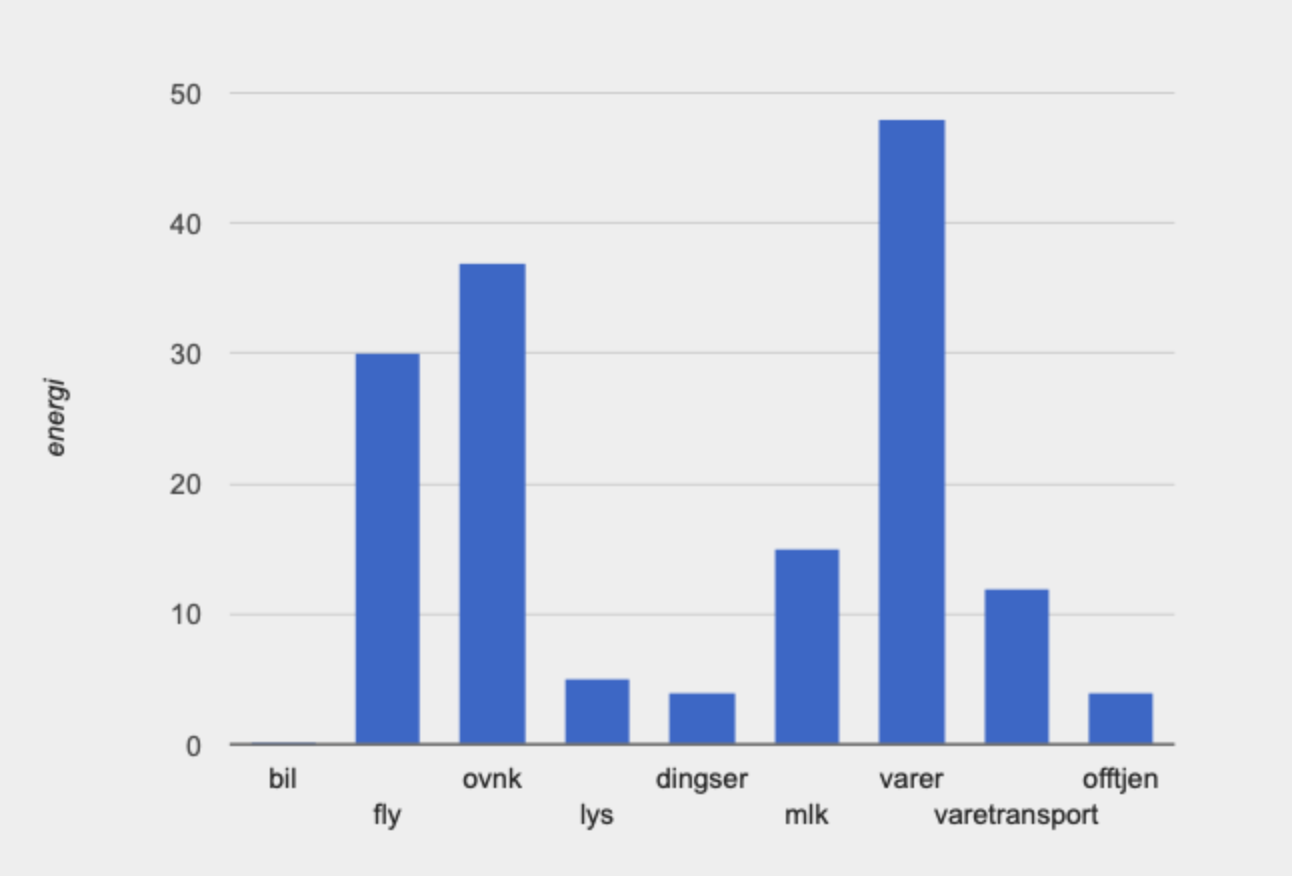 50
40
30
20
10
0
energi
bil
fly
ovnk
lys
dingser
mlk
varer
varetransport
offtjen